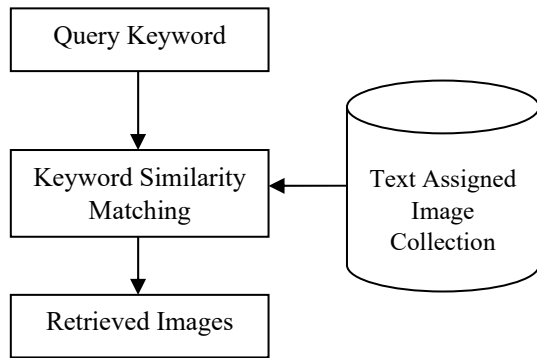 Query Keyword
Keyword Similarity
Matching
Text Assigned
Image
Collection
Retrieved Images